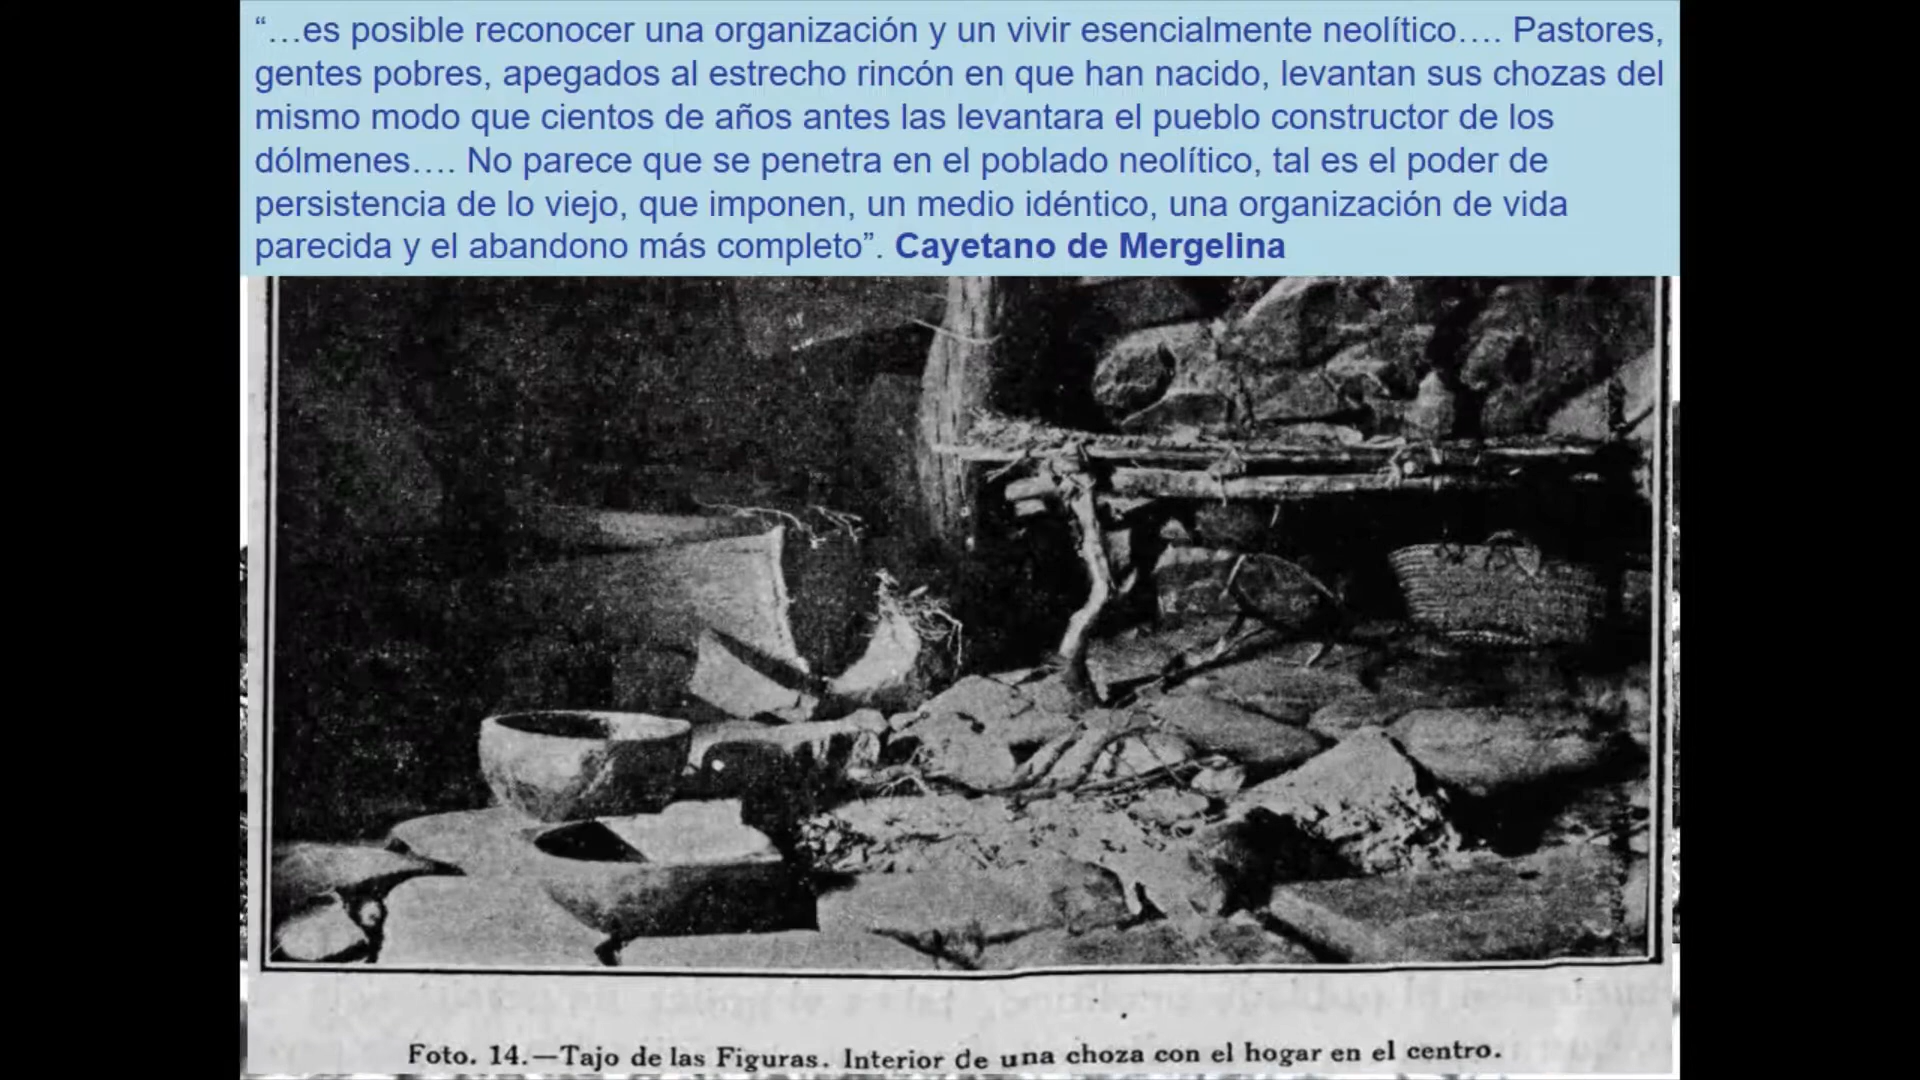 “…es posible reconocer una organización y un vivir esencialmente neolítico…. Pastores,
gentes pobres, apegados al estrecho rincón en que han nacido, levantan sus chozas del
mismo modo que cientos de años antes las levantara el pueblo constructor de los
dólmenes…. No parece que se penetra en el poblado neolítico, tal es el poder de
persistencia de lo viejo, que imponen, un medio idéntico, una organización de vida
parecida y el abandono más completo”. Cayetano de Mergelina
Foto. 14.—Tajo de las Figuras. Interior de una choza con el hogar en el centro.